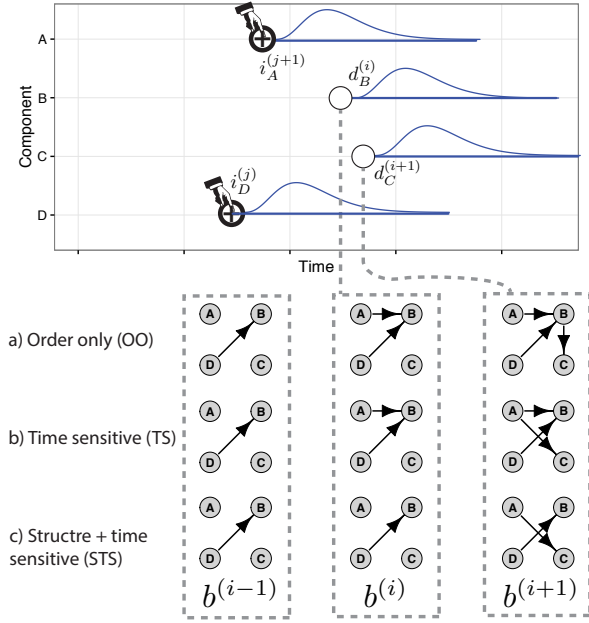 Component
A
B
C
D
i_A^{(j+1)}
d_B^{(i)}
d_C^{(i+1)}
i_D^{(j)}
Time
a) Order only (OO)
A B A B A B
D C D C D C
b) Time sensitive (TS)
A B A B A B
D C D C D C
c) Structre + time
sensitive (STS)
A B A B A B
D C D C D C
b^{(i−1)} b^{(i)} b^{(i+1)}